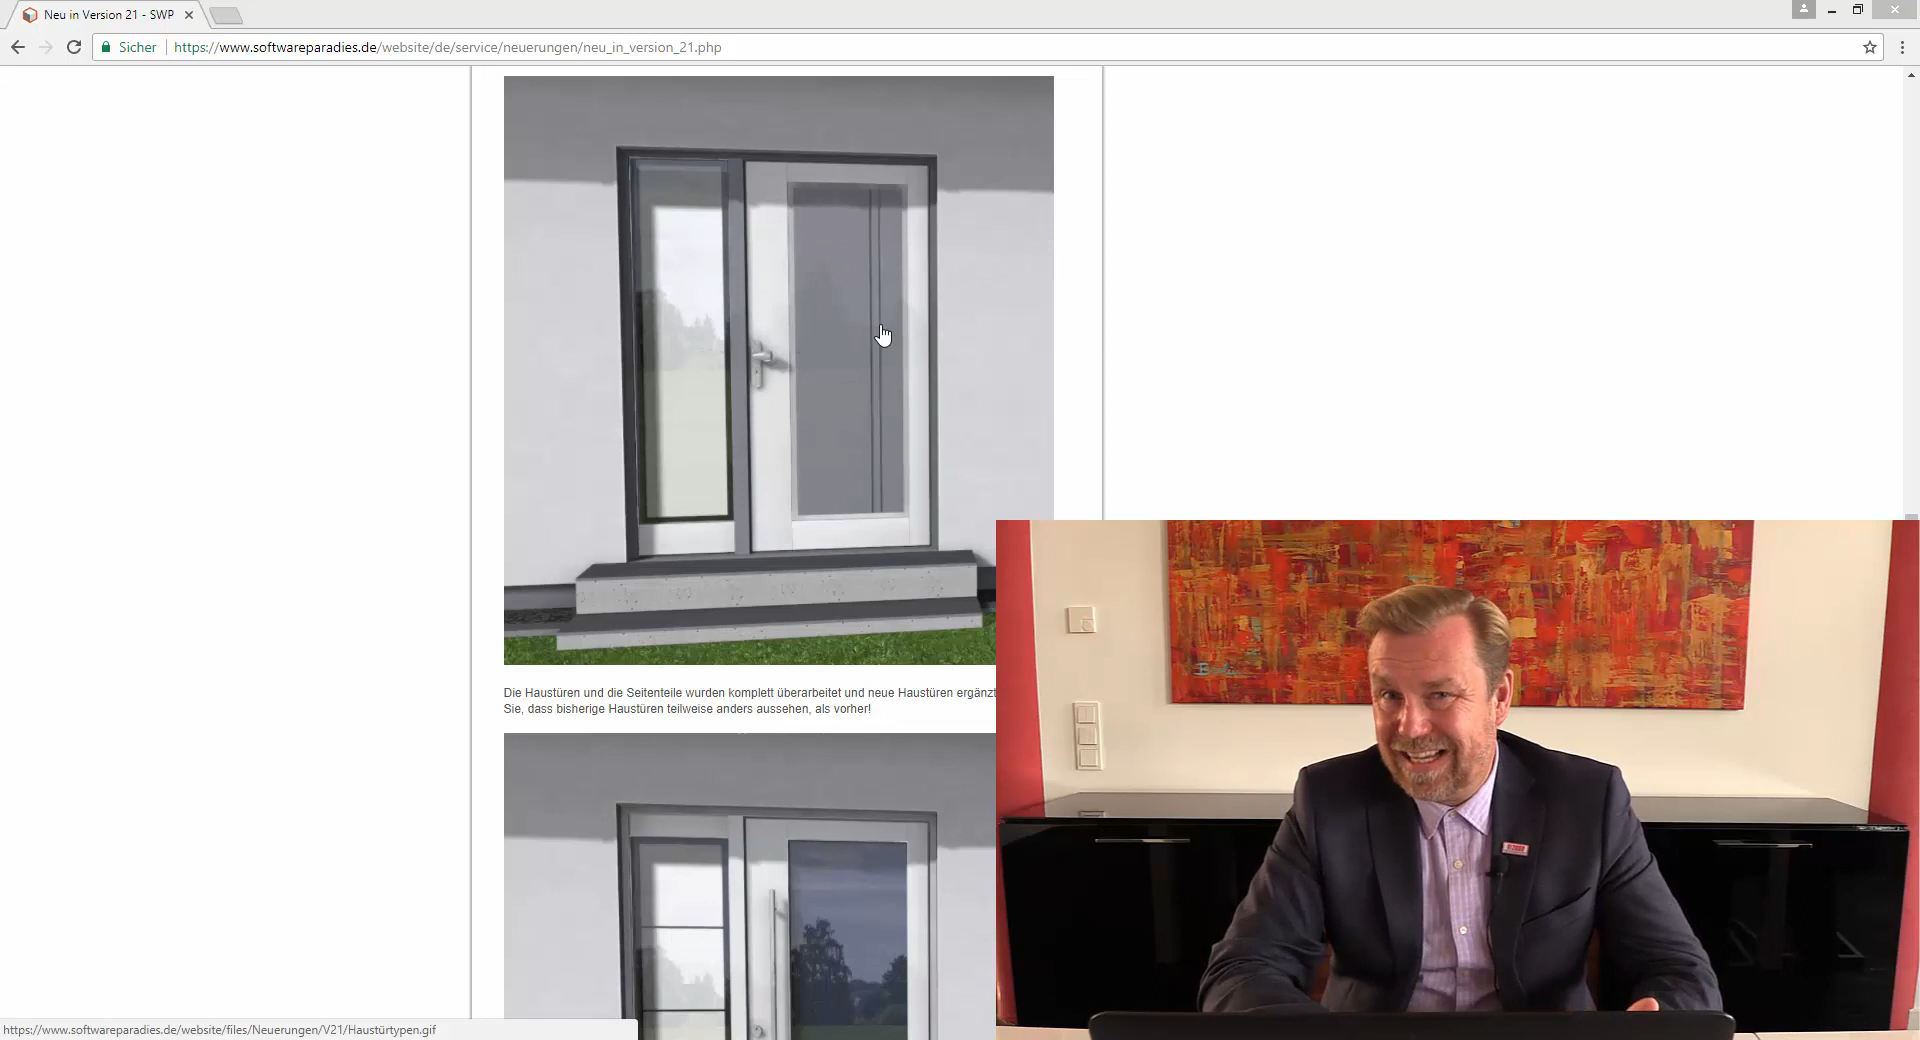 Neu in Version 21 - SWP
Sicher
https://www.softwareparadies.de/website/de/service/neuerungen/neu_in_version_21.php
Die Haustüren und die Seitenteile wurden komplett überarbeitet und neue Haustüren ergänzt
Sie, dass bisherige Haustüren teilweise anders aussehen, als vorher!
https://www.softwareparadies.de/website/files/Neuerungen/V21/Haustürtypen.gif